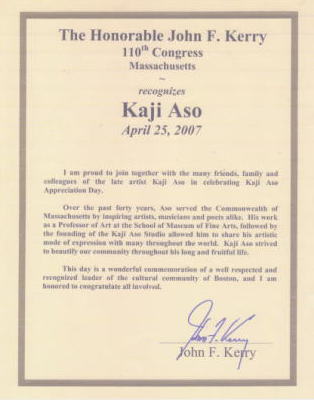 The Honorable John F. Kerry
110th Congress
Massachusetts
~
recognizes
Kaji Aso
April 25, 2007
I am proud to join together with the many friends, family and
colleagues of the late artist Kaji Aso in celebrating Kaji Aso
Appreciation Day.
Over the past forty years, Aso served the Commonwealth of
Massachusetts by inspiring artists, musicians and poets alike. His work
as a Professor of Art at the School of Museum of Fine Arts, followed by
the founding of the Kaji Aso Studio allowed him to share his artistic
mode of expression with many throughout the world. Kaji Aso strived
to beautify our community throughout his long and fruitful life.
This day is a wonderful commemoration of a well respected and
recognized leader of the cultural community of Boston, and I am
honored to congratulate all involved.
John F. Kerry
John F. Kerry